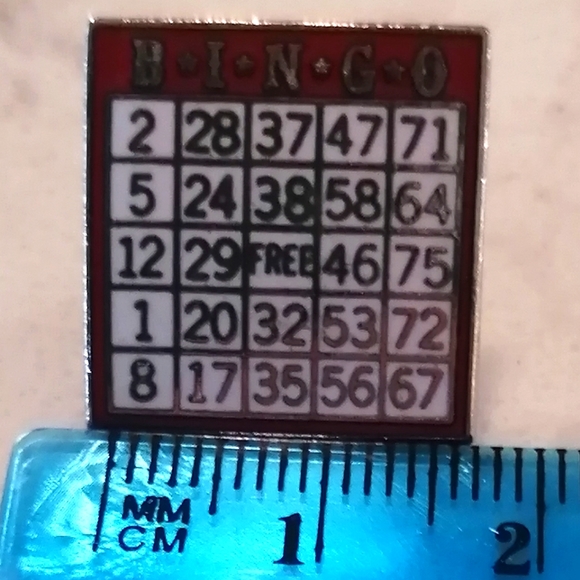 B ★ I ★ N ★ G ★ O
2 28 37 47 71
5 24 38 58 64
12 29 FREE 46 75
1 20 32 53 72
8 17 35 56 67
MM
CM 1 2